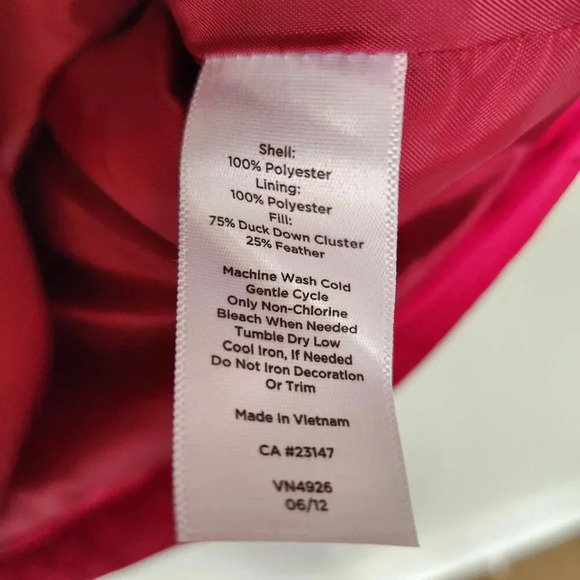 Shell:
100% Polyester
Lining:
100% Polyester
Fill:
75% Duck Down Cluster
25% Feather
Machine Wash Cold
Gentle Cycle
Only Non-Chlorine
Bleach When Needed
Tumble Dry Low
Cool Iron, If Needed
Do Not Iron Decoration
Or Trim
Made In Vietnam
CA #23147
VN4926
06/12